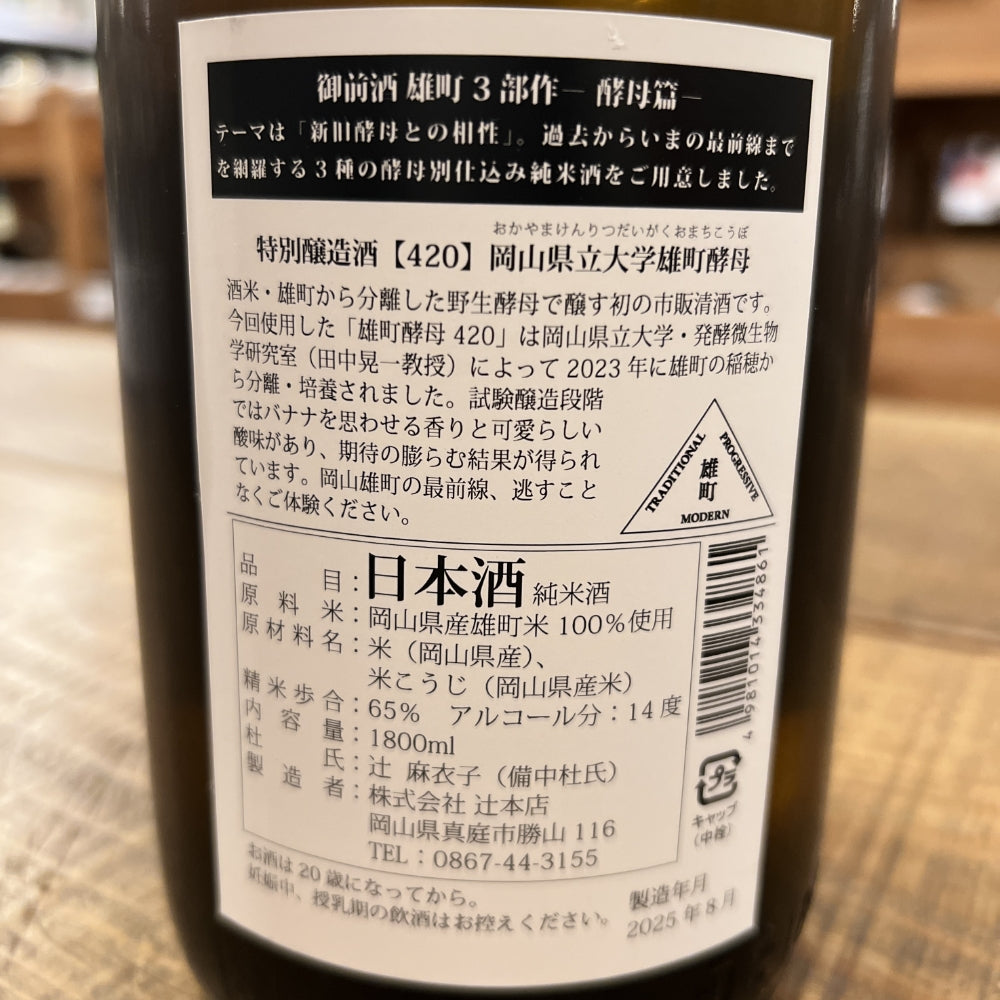 御前酒 雄町 3 部作― 酵母篇―
テーマは「新旧酵母との相性」。過去からいまの最前線まで
を網羅する 3 種の酵母別仕込み純米酒をご用意しました。
おかやまけんりつだいがくおまちこうぼ
特別醸造酒【420】岡山県立大学雄町酵母
酒米・雄町から分離した野生酵母で醸す初の市販清酒です。
今回使用した「雄町酵母 420」は岡山県立大学・発酵微生物
学研究室（田中晃一教授）によって 2023 年に雄町の稲穂か
ら分離・培養されました。試験醸造段階
ではバナナを思わせる香りと可愛らしい
酸味があり、期待の膨らむ結果が得られ
ています。岡山雄町の最前線、逃すこと
なくご体験ください。
TRADITIONAL
PROGRESSIVE
雄町
MODERN
品目：日本酒 純米酒
原料米：岡山県産雄町米 100％使用
原材料名：米（岡山県産）、
米こうじ（岡山県産米）
精米歩合：65％ アルコール分：14 度
内容量：1800ml
杜氏：辻 麻衣子（備中杜氏）
製造者：株式会社 辻本店
岡山県真庭市勝山 116
TEL：0867-44-3155
4 981014 334861
プラ
キャップ
（中栓）
お酒は 20 歳になってから。
妊娠中、授乳期の飲酒はお控えください。
製造年月
2025 年 8 月